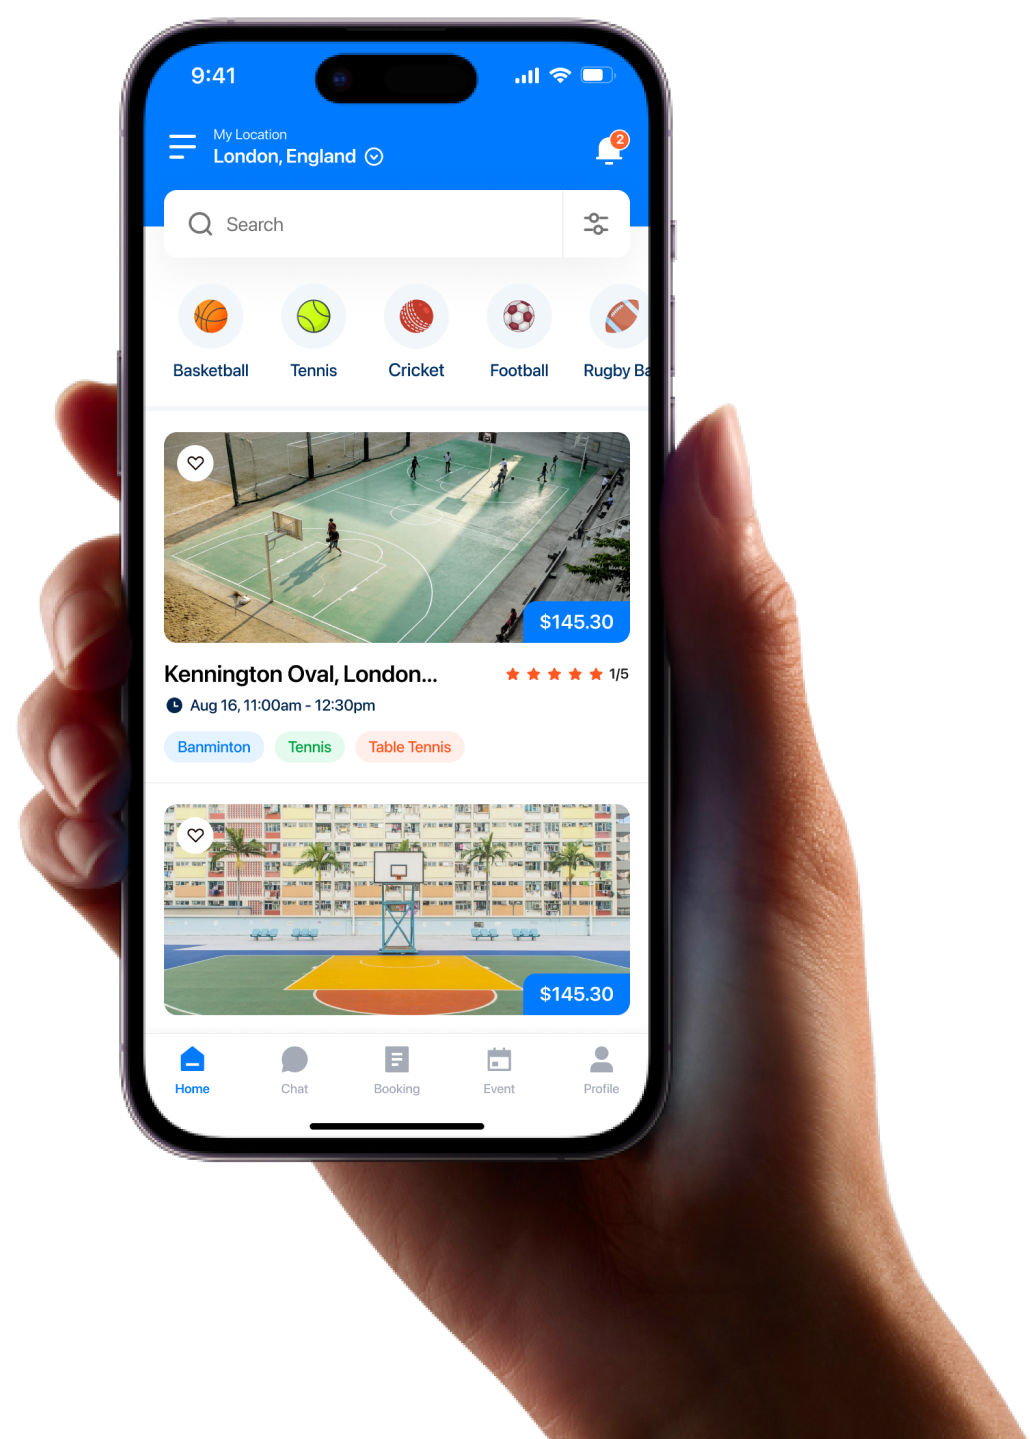 9:41
My Location
London, England
2
Search
Basketball Tennis Cricket Football Rugby Ba
$145.30
Kennington Oval, London... 1/5
Aug 16, 11:00am - 12:30pm
Banminton Tennis Table Tennis
$145.30
Home Chat Booking Event Profile